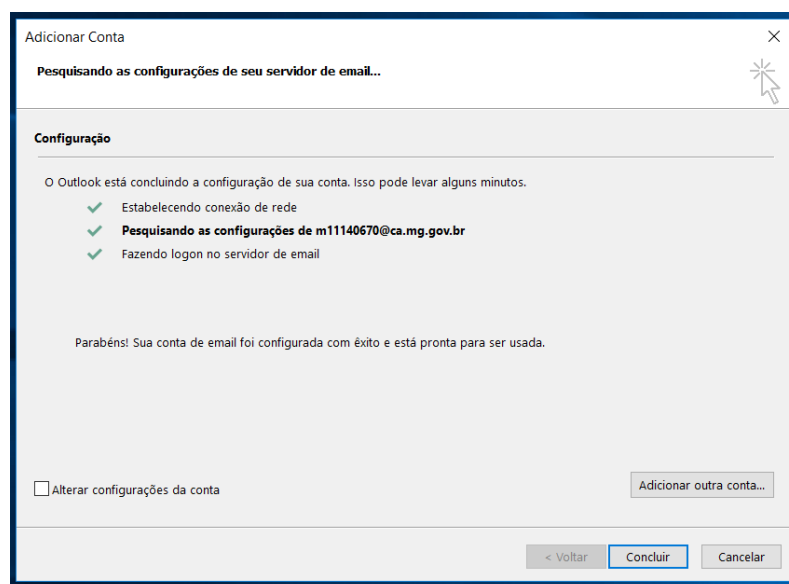 Adicionar Conta
Pesquisando as configurações de seu servidor de email...
Configuração
O Outlook está concluindo a configuração de sua conta. Isso pode levar alguns minutos.
Estabelecendo conexão de rede
Pesquisando as configurações de m11140670@ca.mg.gov.br
Fazendo logon no servidor de email
Parabéns! Sua conta de email foi configurada com êxito e está pronta para ser usada.
Alterar configurações da conta
Adicionar outra conta...
< Voltar
Concluir
Cancelar